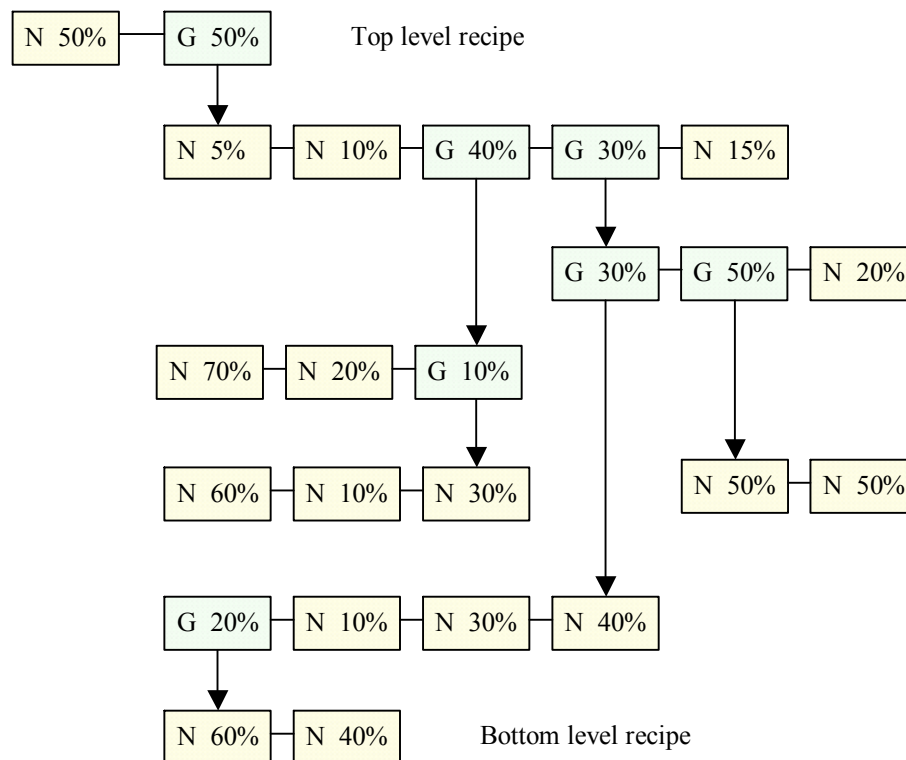 N 50% G 50% Top level recipe
N 5% N 10% G 40% G 30% N 15%
G 30% G 50% N 20%
N 70% N 20% G 10%
N 60% N 10% N 30% N 50% N 50%
G 20% N 10% N 30% N 40%
N 60% N 40% Bottom level recipe